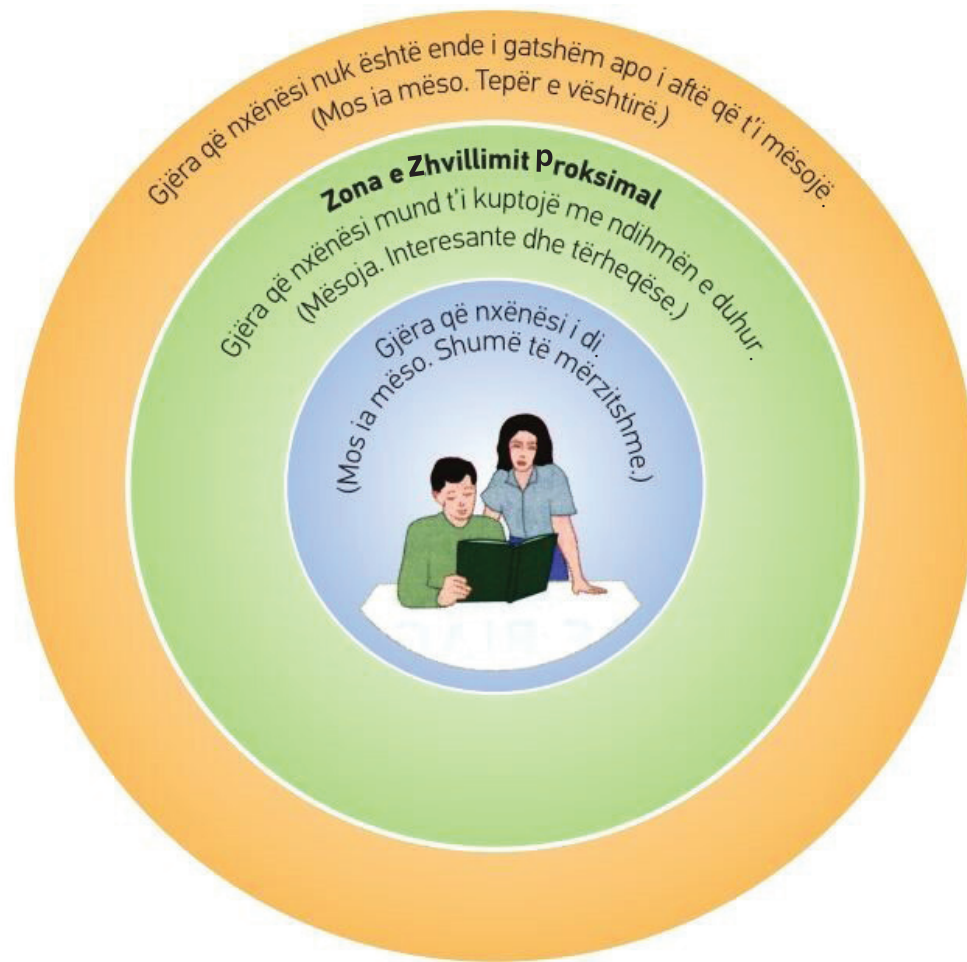 Gjëra që nxënësi nuk është ende i gatshëm apo i aftë që t'i mësojë.
(Mos ia mëso. Tepër e vështirë.)
Zona e Zhvillimit Proksimal
Gjëra që nxënësi mund t'i kuptojë me ndihmën e duhur.
(Mësoja. Interesante dhe tërheqëse.)
Gjëra që nxënësi i di.
(Mos ia mëso. Shumë të mërzitshme.)